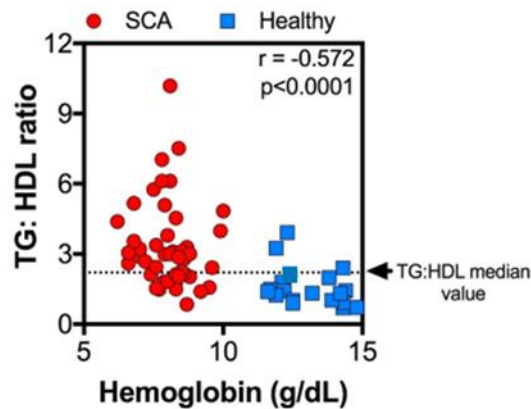 SCA Healthy
12
r = -0.572
p<0.0001
9
TG: HDL ratio
6
3
TG:HDL median
value
0
5 10 15
Hemoglobin (g/dL)